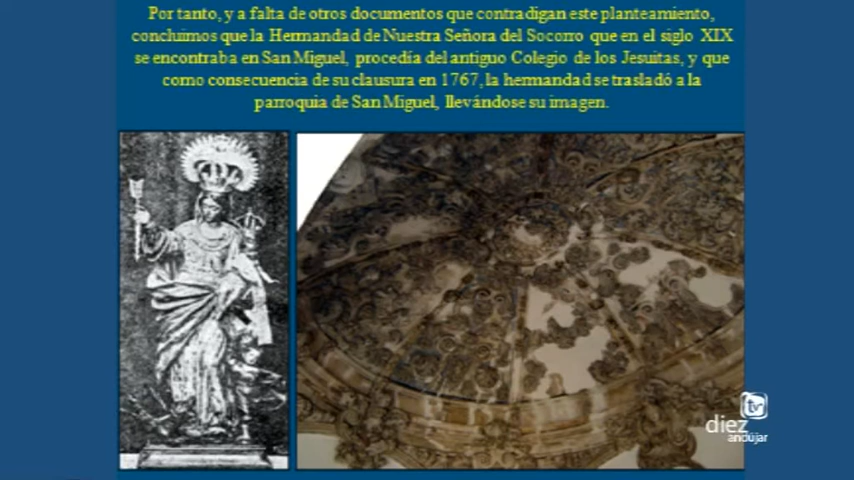 Por tanto, y a falta de otros documentos que contradigan este planteamiento,
concluimos que la Hermandad de Nuestra Señora del Socorro que en el siglo XIX
se encontraba en San Miguel, procedía del antiguo Colegio de los Jesuitas, y que
como consecuencia de su clausura en 1767, la hermandad se trasladó a la
parroquia de San Miguel, llevándose su imagen.
tv
diez
andújar